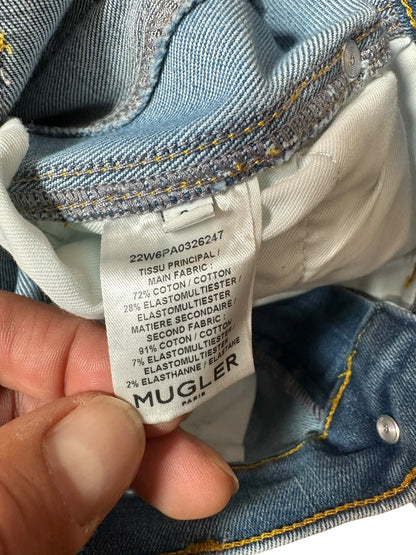 22W6PA0326247
TISSU PRINCIPAL /
MAIN FABRIC :
72% COTON / COTTON
28% ELASTOMULTIESTER /
ELASTOMULTIESTER
MATIERE SECONDAIRE /
SECOND FABRIC :
91% COTON / COTTON
7% ELASTOMULTIESTER /
ELASTOMULTIESTER
2% ELASTHANNE / ELASTANE
MUGLER
PARIS